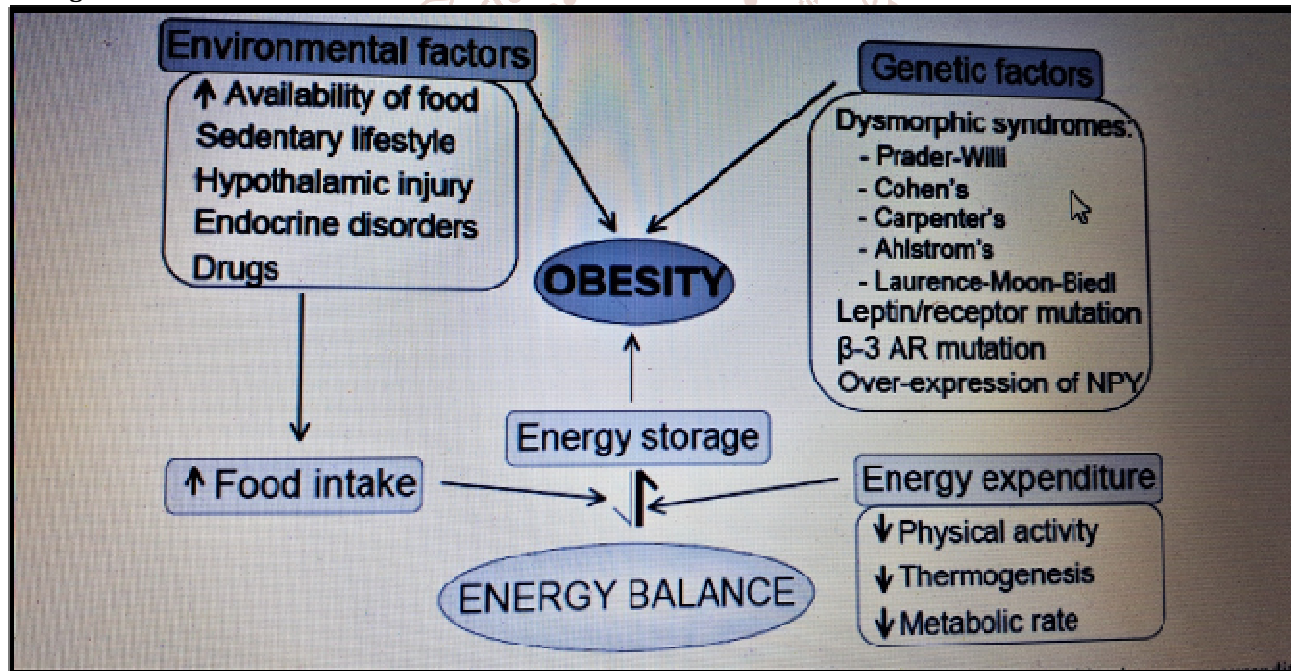 Environmental factors
↑ Availability of food
Sedentary lifestyle
Hypothalamic injury
Endocrine disorders
Drugs
Genetic factors
Dysmorphic syndromes:
- Prader-Willi
- Cohen's
- Carpenter's
- Ahlstrom's
- Laurence-Moon-Biedl
Leptin/receptor mutation
β-3 AR mutation
Over-expression of NPY
OBESITY
Energy storage
↑ Food intake
Energy expenditure
↓ Physical activity
↓ Thermogenesis
↓ Metabolic rate
ENERGY BALANCE